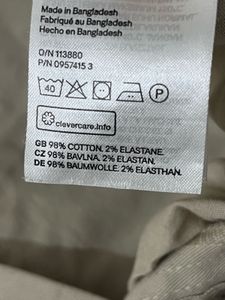 Made in Bangladesh
Fabriqué au Bangladesh
Hecho en Bangladesh
O/N 113880
P/N 0957415 3
40
P
clevercare.info
GB 98% COTTON. 2% ELASTANE.
CZ 98% BAVLNA. 2% ELASTAN.
DE 98% BAUMWOLLE. 2% ELASTHAN.